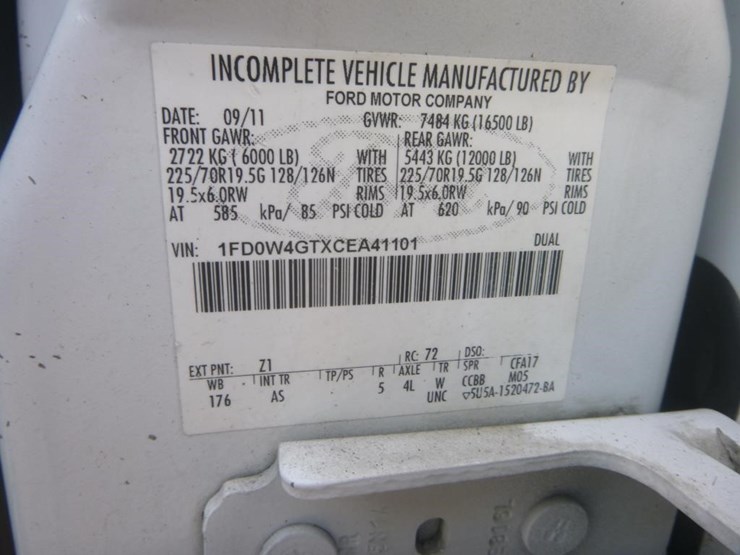 INCOMPLETE VEHICLE MANUFACTURED BY
FORD MOTOR COMPANY
DATE: 09/11 GVWR: 7484 KG (16500 LB)
FRONT GAWR: REAR GAWR:
2722 KG ( 6000 LB) WITH 5443 KG (12000 LB) WITH
225/70R19.5G 128/126N TIRES 225/70R19.5G 128/126N TIRES
19.5x6.0RW RIMS 19.5x6.0RW RIMS
AT 585 kPa/ 85 PSI COLD AT 620 kPa/ 90 PSI COLD
VIN: 1FD0W4GTXCEA41101 DUAL
EXT PNT: Z1 RC: 72 DSO:
WB INT TR TP/PS R AXLE TR SPR CFA17
176 AS 5 4L W CCBB M05
UNC 5U5A-1520472-BA